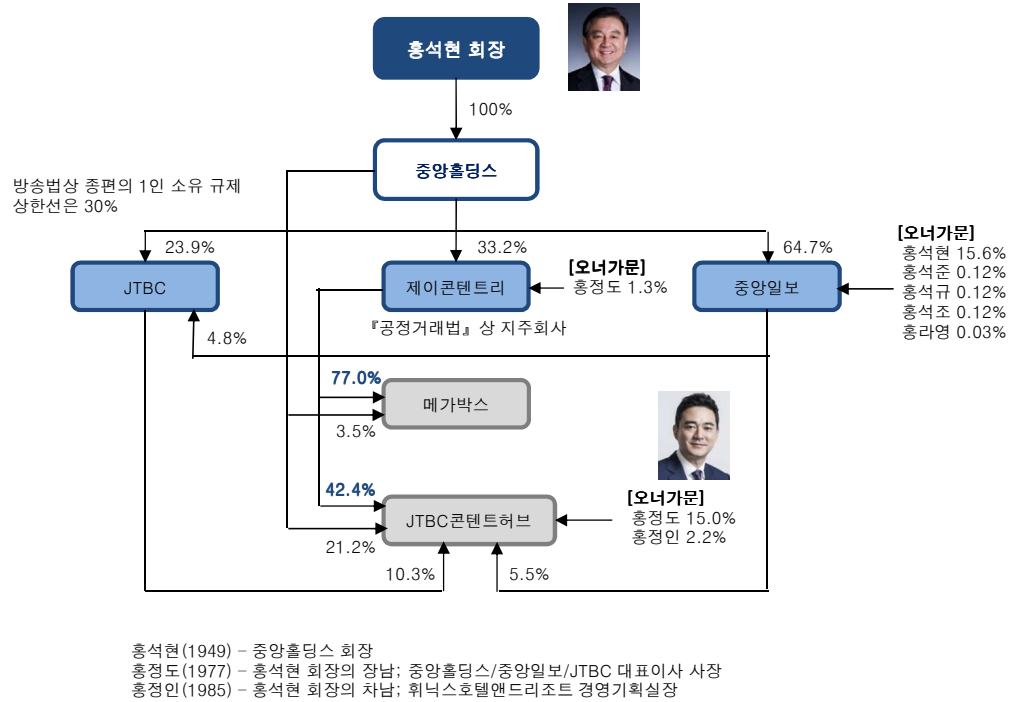 홍석현 회장
100%
중앙홀딩스
방송법상 종편의 1인 소유 규제
상한선은 30%
23.9%
33.2%
64.7%
JTBC
제이콘텐트리
중앙일보
[오너가문]
홍정도 1.3%
[오너가문]
홍석현 15.6%
홍석준 0.12%
홍석규 0.12%
홍석조 0.12%
홍라영 0.03%
『공정거래법』상 지주회사
4.8%
77.0%
메가박스
3.5%
42.4%
JTBC콘텐트허브
21.2%
[오너가문]
홍정도 15.0%
홍정인 2.2%
10.3%
5.5%
홍석현(1949) – 중앙홀딩스 회장
홍정도(1977) – 홍석현 회장의 장남; 중앙홀딩스/중앙일보/JTBC 대표이사 사장
홍정인(1985) – 홍석현 회장의 차남; 휘닉스호텔앤드리조트 경영기획실장